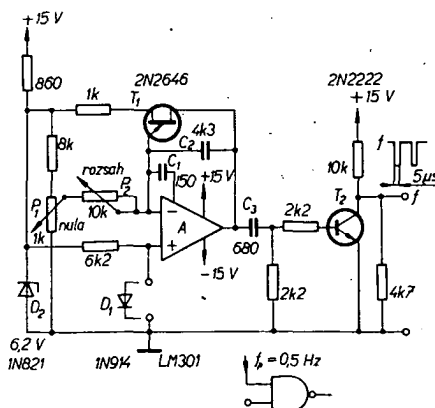 +15 V
860
1k
T1
2N2646
C2
4k3
8k
C1
150
+15V
rozsah
P2
10k
P1
1k
nula
6k2
−
+
A
−15 V
C3
680
2k2
2k2
2N2222
+15 V
10k
T2
f
5µs
f
4k7
D2
6,2 V
1N821
D1
1N914
LM301
fp = 0,5 Hz